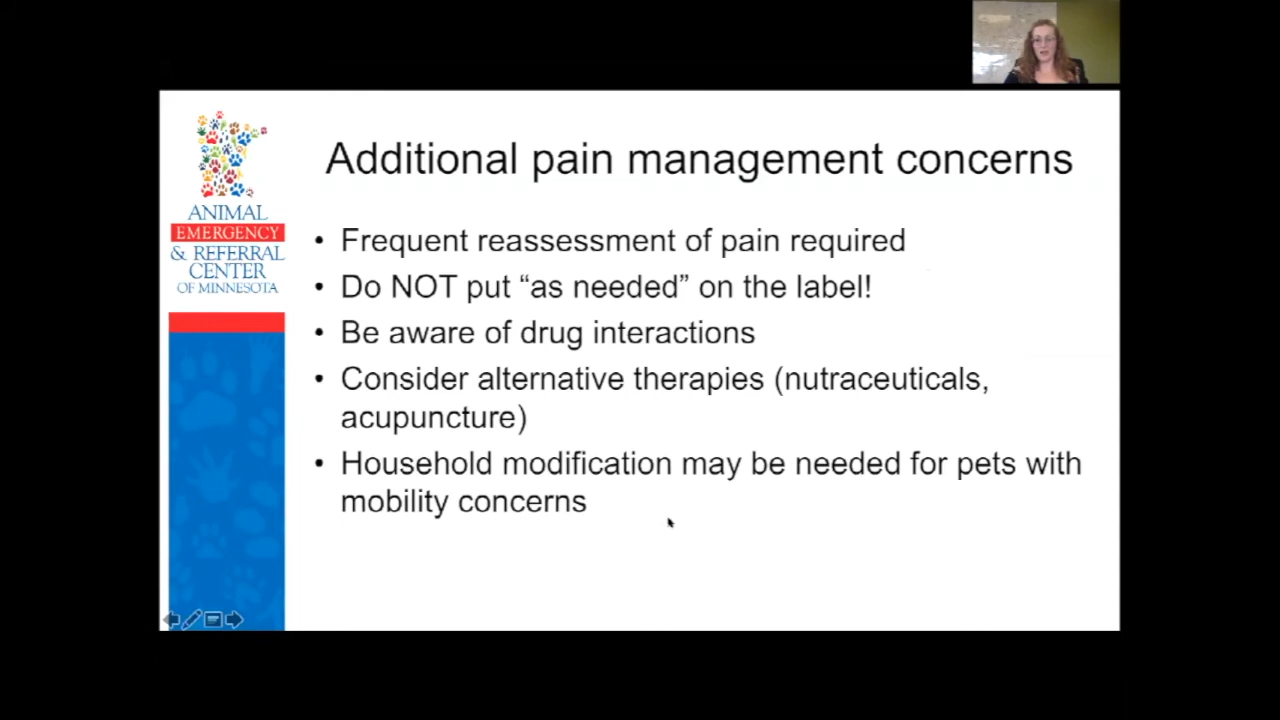 Additional pain management concerns
ANIMAL
EMERGENCY
& REFERRAL
CENTER
OF MINNESOTA
• Frequent reassessment of pain required
• Do NOT put “as needed” on the label!
• Be aware of drug interactions
• Consider alternative therapies (nutraceuticals,
acupuncture)
• Household modification may be needed for pets with
mobility concerns